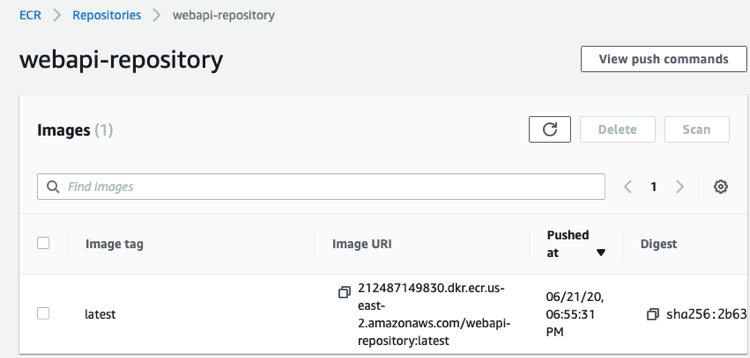 ECR > Repositories > webapi-repository
webapi-repository
View push commands
Images (1)
Delete
Scan
Find images
1
Image tag
Image URI
Pushed
at
Digest
latest
212487149830.dkr.ecr.us-
east-
2.amazonaws.com/webapi-
repository:latest
06/21/20,
06:55:31
PM
sha256:2b63